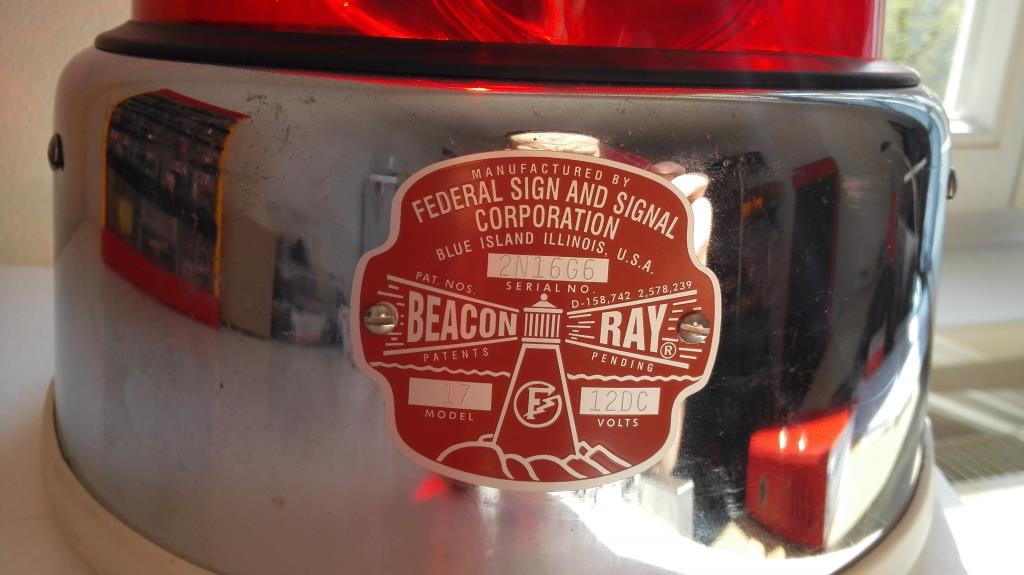 MANUFACTURED BY
FEDERAL SIGN AND SIGNAL
CORPORATION
BLUE ISLAND ILLINOIS, U.S.A.
2N16G6
SERIAL NO.
PAT. NOS. D-158,742 2,578,239
BEACON RAY ®
PATENTS PENDING
17 12DC
MODEL VOLTS
F